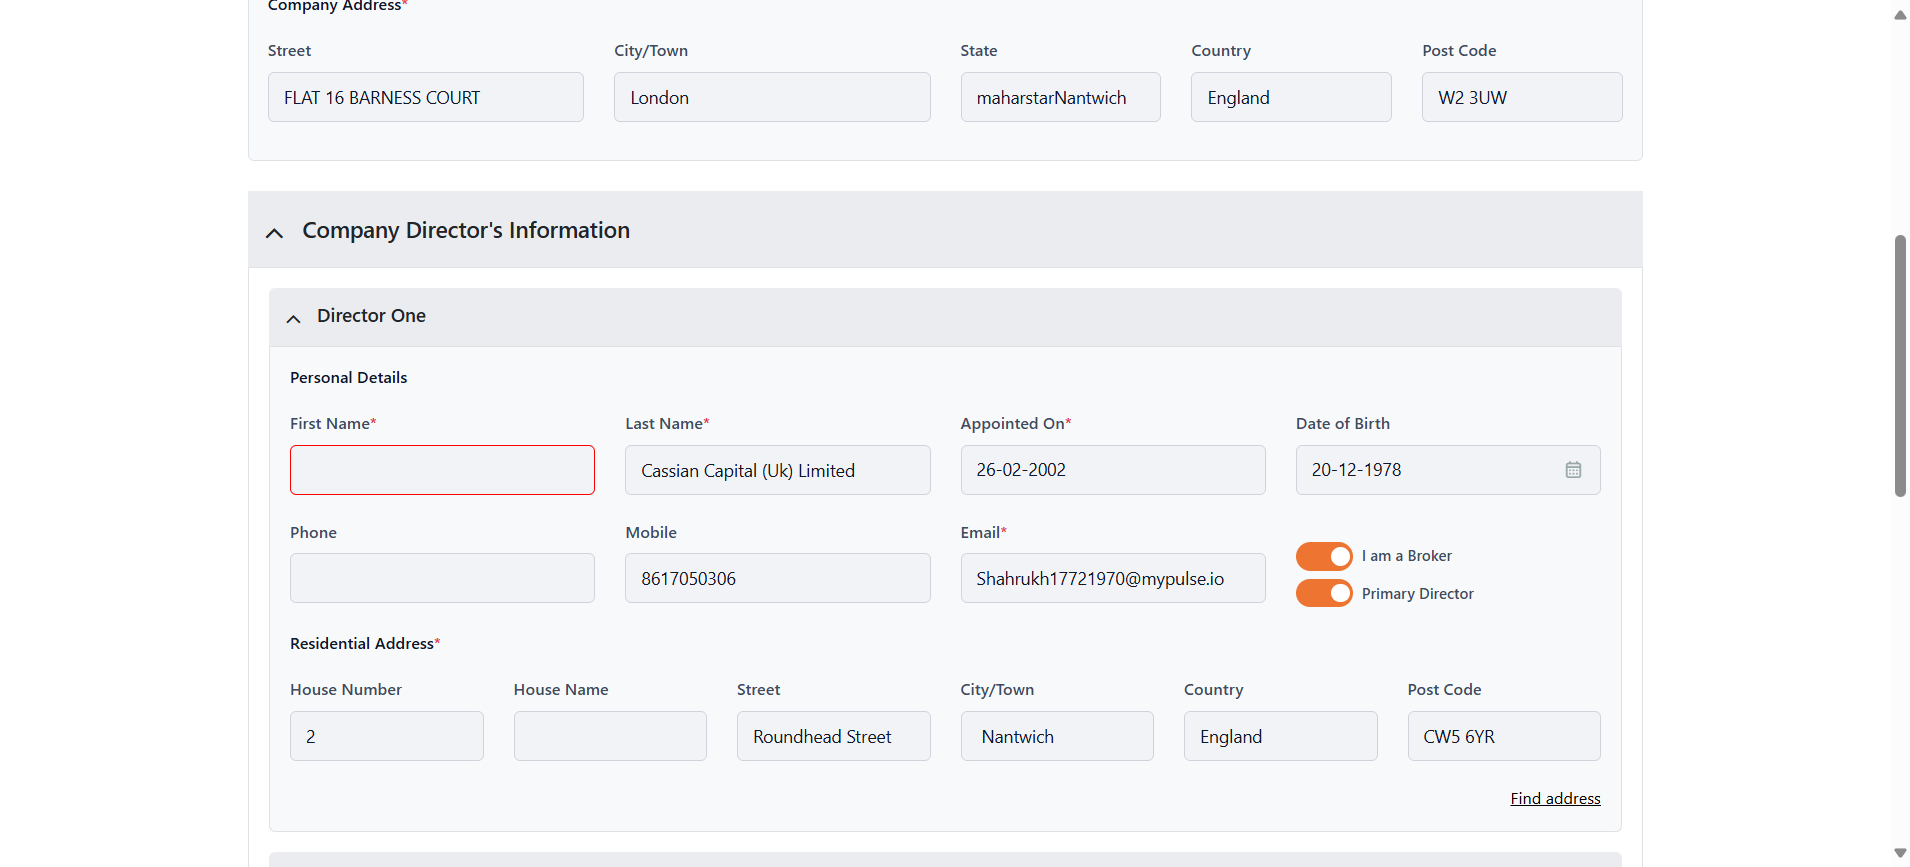 Company Address*
Street City/Town State Country Post Code
FLAT 16 BARNESS COURT London maharstarNantwich England W2 3UW
Company Director's Information
Director One
Personal Details
First Name* Last Name* Appointed On* Date of Birth
Cassian Capital (Uk) Limited 26-02-2002 20-12-1978
Phone Mobile Email*
I am a Broker
8617050306 Shahrukh17721970@mypulse.io
Primary Director
Residential Address*
House Number House Name Street City/Town Country Post Code
2 Roundhead Street Nantwich England CW5 6YR
Find address